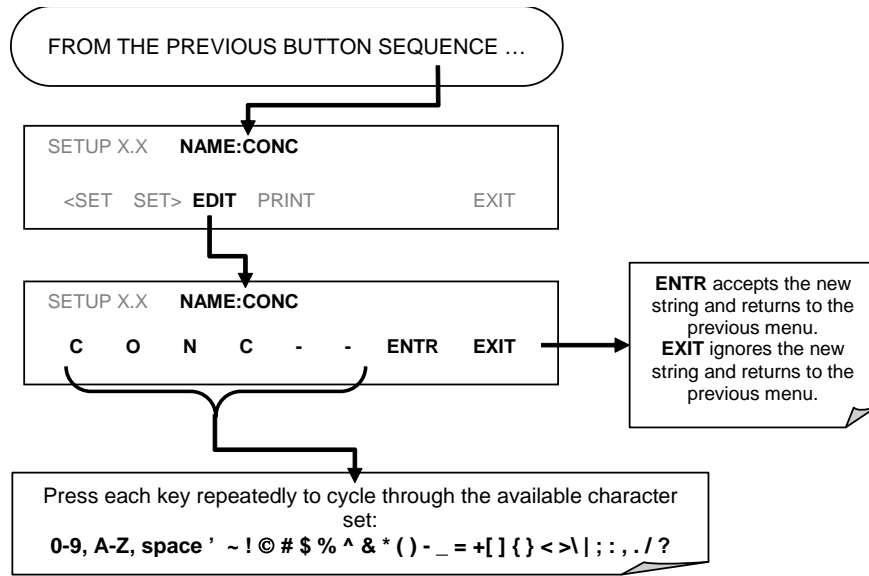 FROM THE PREVIOUS BUTTON SEQUENCE …
SETUP X.X NAME:CONC
<SET SET> EDIT PRINT EXIT
SETUP X.X NAME:CONC
C O N C - - ENTR EXIT
ENTR accepts the new
string and returns to the
previous menu.
EXIT ignores the new
string and returns to the
previous menu.
Press each key repeatedly to cycle through the available character
set:
0-9, A-Z, space ’ ~ ! © # $ % ^ & * ( ) - _ = +[ ] { } < >\ | ; : , . / ?